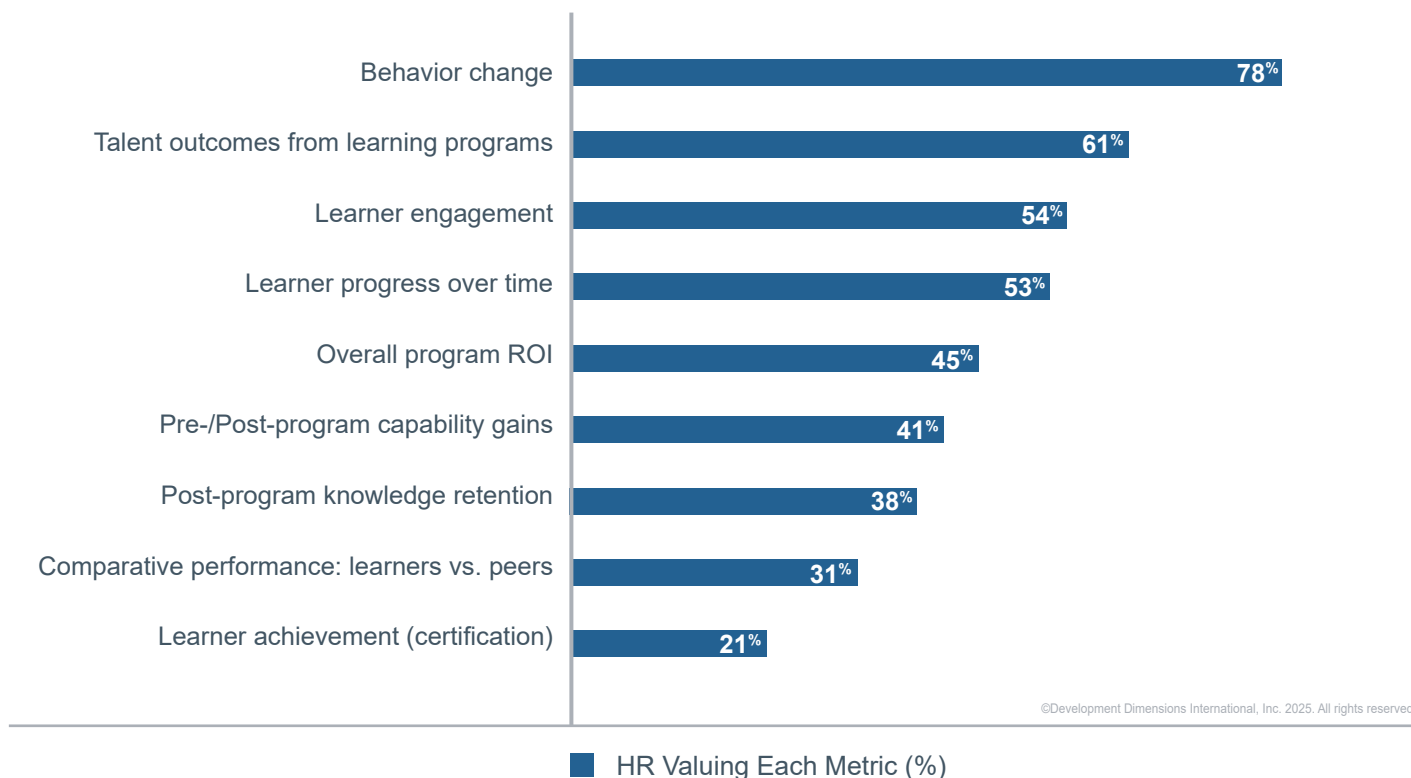 Behavior change
78%
Talent outcomes from learning programs
61%
Learner engagement
54%
Learner progress over time
53%
Overall program ROI
45%
Pre-/Post-program capability gains
41%
Post-program knowledge retention
38%
Comparative performance: learners vs. peers
31%
Learner achievement (certification)
21%
©Development Dimensions International, Inc. 2025. All rights reserved
HR Valuing Each Metric (%)